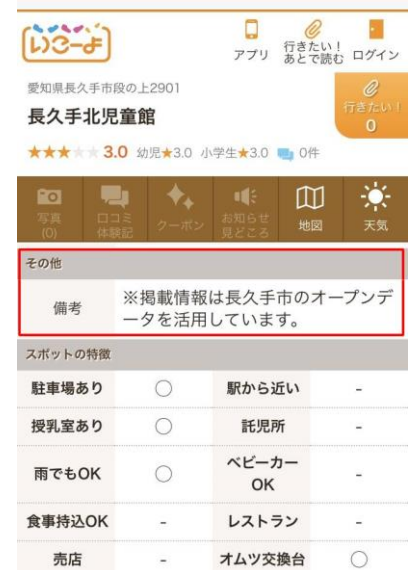 いこーよ
アプリ
行きたい!
あとで読む
ログイン
愛知県長久手市段の上2901
長久手北児童館
行きたい!
0
★★★★★ 3.0 幼児★3.0 小学生★3.0 0件
写真
(0)
口コミ
体験記
クーポン
お知らせ
見どころ
地図
天気
その他
備考
※掲載情報は長久手市のオープンデ
ータを活用しています。
スポットの特徴
駐車場あり ○ 駅から近い -
授乳室あり ○ 託児所 -
雨でもOK ○ ベビーカー
OK -
食事持込OK - レストラン -
売店 - オムツ交換台 ○